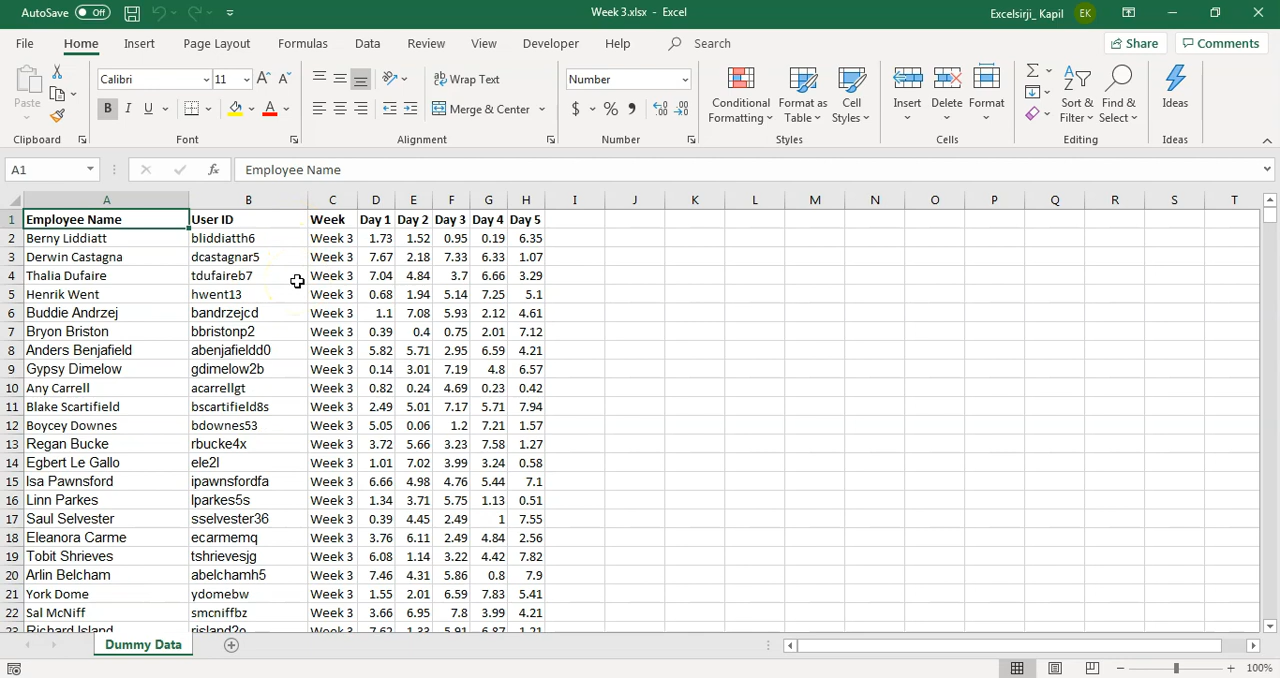 AutoSave Off Week 3.xlsx - Excel Excelsirji_ Kapil EK
File Home Insert Page Layout Formulas Data Review View Developer Help Search Share Comments
Calibri 11 Wrap Text Number
Paste B I U A Merge & Center $ % Conditional Formatting Format as Table Cell Styles Insert Delete Format Sort & Filter Find & Select Ideas
Clipboard Font Alignment Number Styles Cells Editing Ideas
A1 fx Employee Name
A B C D E F G H I J K L M N O P Q R S T
1 Employee Name User ID Week Day 1 Day 2 Day 3 Day 4 Day 5
2 Berny Liddiatt bliddiatth6 Week 3 1.73 1.52 0.95 0.19 6.35
3 Derwin Castagna dcastagnar5 Week 3 7.67 2.18 7.33 6.33 1.07
4 Thalia Dufaire tdufaireb7 Week 3 7.04 4.84 3.7 6.66 3.29
5 Henrik Went hwent13 Week 3 0.68 1.94 5.14 7.25 5.1
6 Buddie Andrzej bandrzejcd Week 3 1.1 7.08 5.93 2.12 4.61
7 Bryon Briston bbristonp2 Week 3 0.39 0.4 0.75 2.01 7.12
8 Anders Benjafield abenjafieldd0 Week 3 5.82 5.71 2.95 6.59 4.21
9 Gypsy Dimelow gdimelow2b Week 3 0.14 3.01 7.19 4.8 6.57
10 Any Carrell acarrellgt Week 3 0.82 0.24 4.69 0.23 0.42
11 Blake Scartifield bscartifield8s Week 3 2.49 5.01 7.17 5.71 7.94
12 Boycey Downes bdownes53 Week 3 5.05 0.06 1.2 7.21 1.57
13 Regan Bucke rbucke4x Week 3 3.72 5.66 3.23 7.58 1.27
14 Egbert Le Gallo ele2l Week 3 1.01 7.02 3.99 3.24 0.58
15 Isa Pawnsford ipawnsfordfa Week 3 6.66 4.98 4.76 5.44 7.1
16 Linn Parkes lparkes5s Week 3 1.34 3.71 5.75 1.13 0.51
17 Saul Selvester sselvester36 Week 3 0.39 4.45 2.49 1 7.55
18 Eleanora Carme ecarmemq Week 3 3.76 6.11 2.49 4.84 2.56
19 Tobit Shrieves tshrievesjg Week 3 6.08 1.14 3.22 4.42 7.82
20 Arlin Belcham abelchamh5 Week 3 7.46 4.31 5.86 0.8 7.9
21 York Dome ydomebw Week 3 1.55 2.01 6.59 7.83 5.41
22 Sal McNiff smcniffbz Week 3 3.66 6.95 7.8 3.99 4.21
23 Richard Island risland2o Week 3 7.62 1.33 5.91 6.87 1.21
Dummy Data
100%